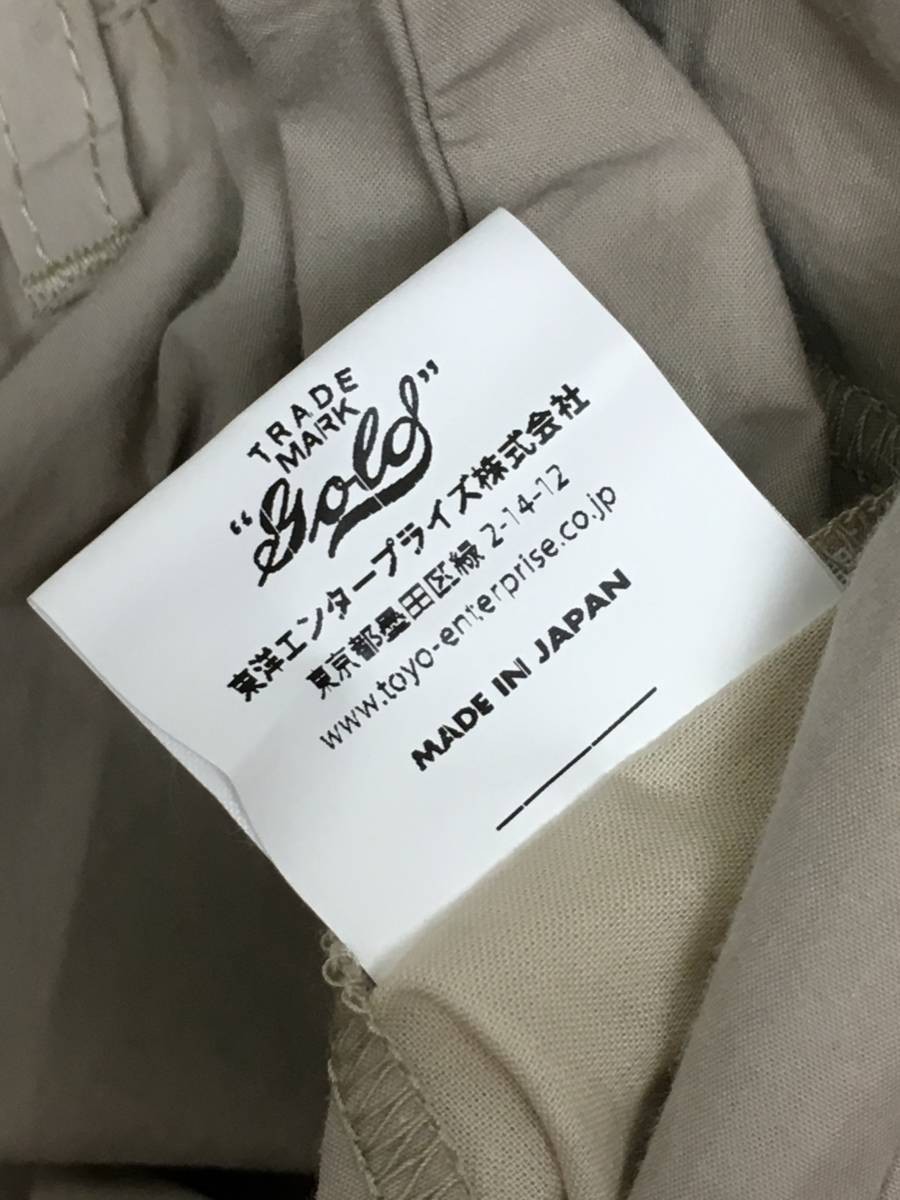 TRADE
MARK
“Gold”
東洋エンタープライズ株式会社
東京都墨田区緑 2-14-12
www.toyo-enterprise.co.jp
MADE IN JAPAN